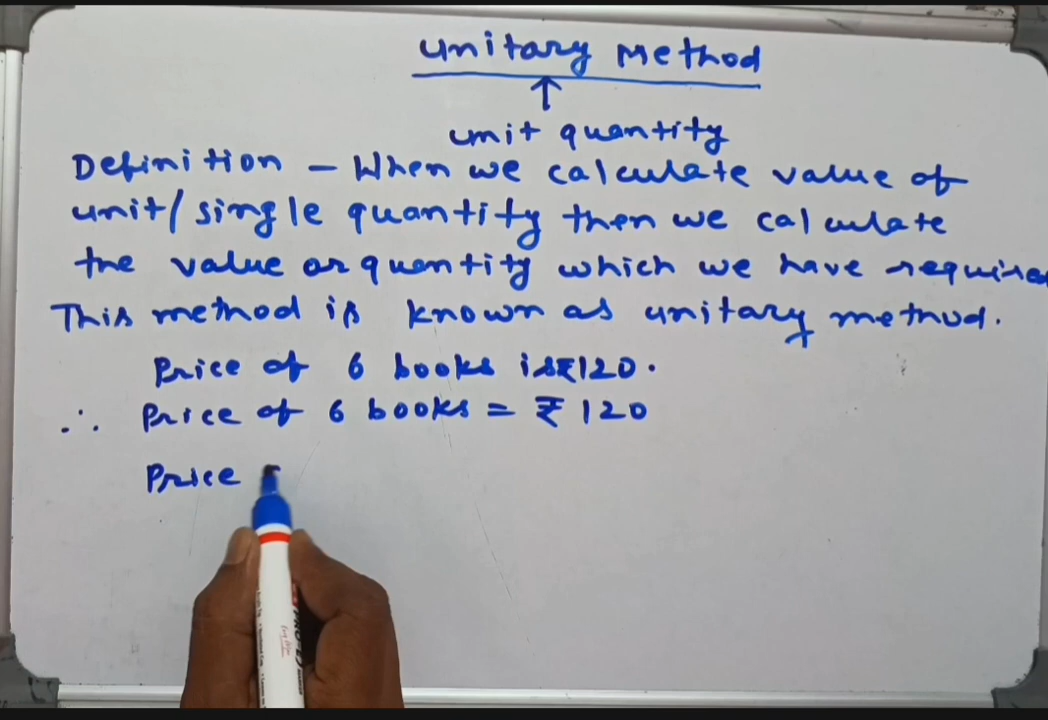 Unitary Method
↑
unit quantity
Definition - When we calculate value of
unit/single quantity then we calculate
the value or quantity which we have require
This method is known as unitary method.
Price of 6 books is ₹120.
∴ Price of 6 books = ₹ 120
Price